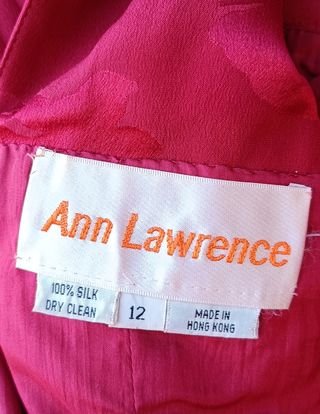 Ann Lawrence
100% SILK
DRY CLEAN
12
MADE IN
HONG KONG